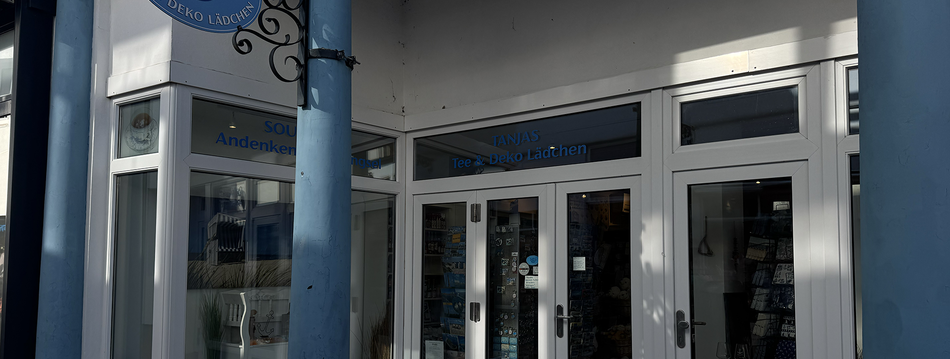 DEKO LÄDCHEN
SOU
Andenken
TANJAS
Tee & Deko Lädchen